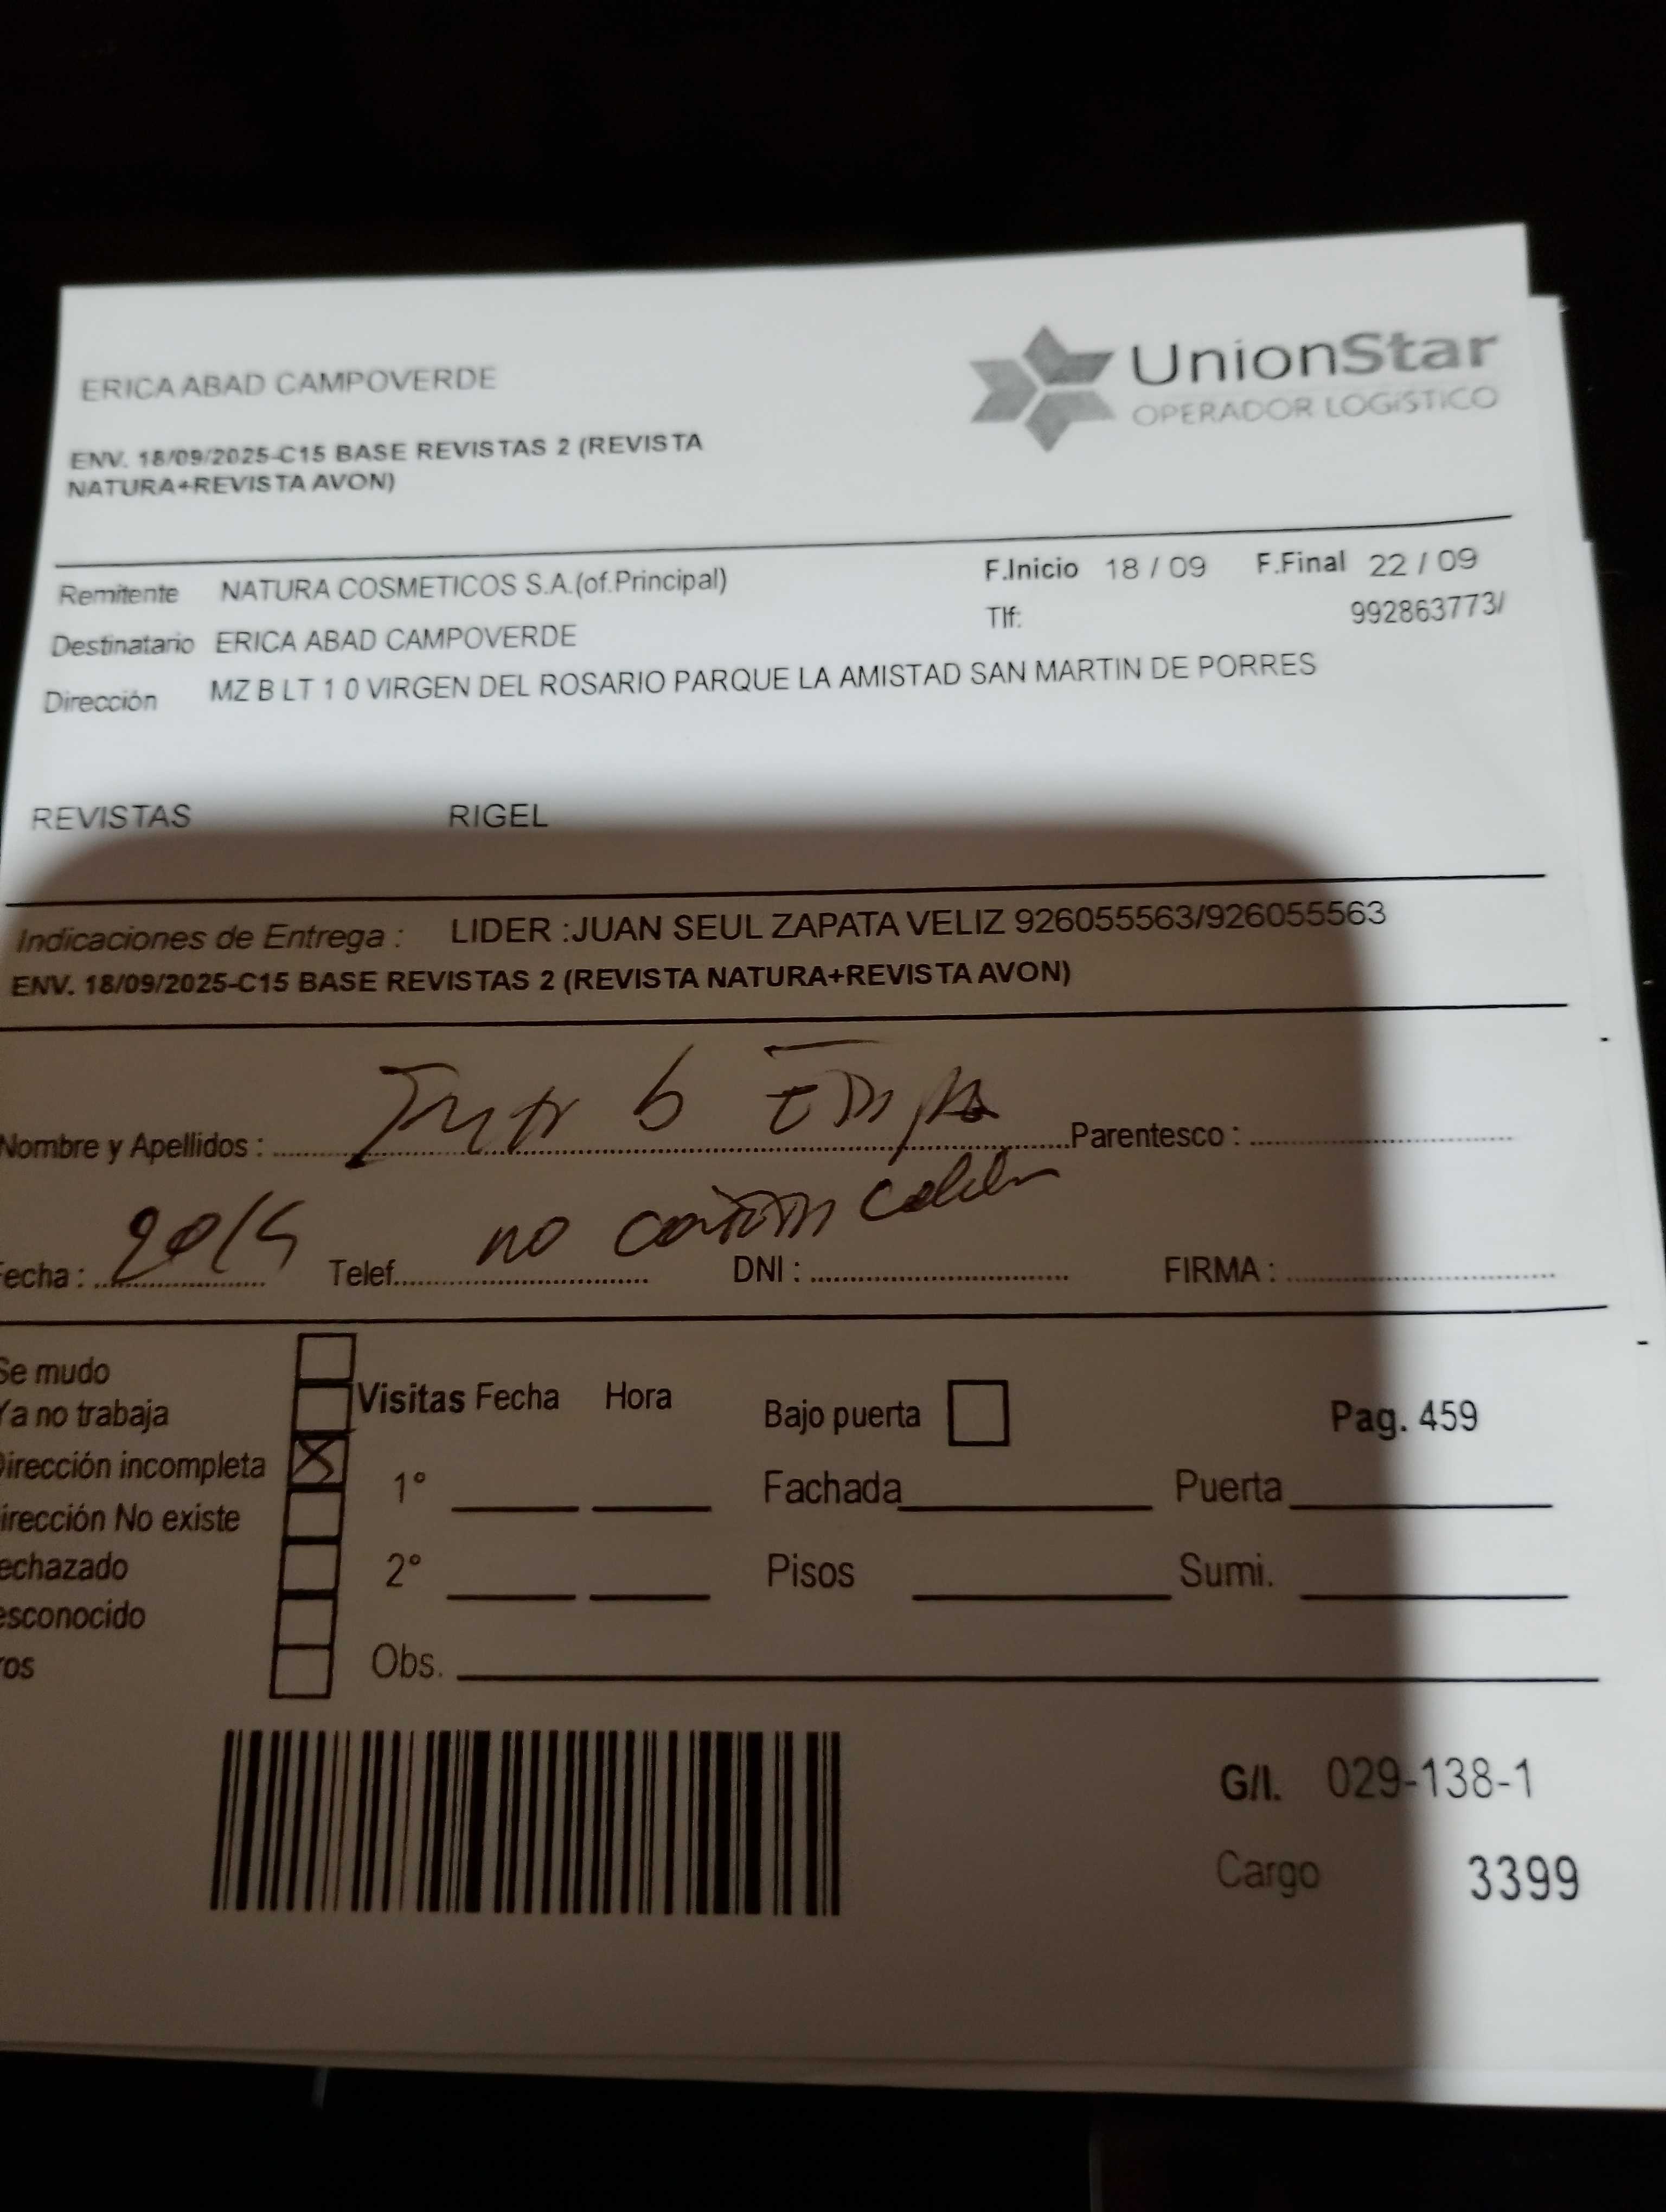 ERICA ABAD CAMPOVERDE
UnionStar
OPERADOR LOGÍSTICO
ENV. 18/09/2025-C15 BASE REVISTAS 2 (REVISTA
NATURA+REVISTA AVON)
Remitente NATURA COSMETICOS S.A.(of.Principal) F.Inicio 18 / 09 F.Final 22 / 09
Destinatario ERICA ABAD CAMPOVERDE Tlf: 992863773/
Dirección MZ B LT 1 0 VIRGEN DEL ROSARIO PARQUE LA AMISTAD SAN MARTIN DE PORRES
REVISTAS RIGEL
Indicaciones de Entrega : LIDER :JUAN SEUL ZAPATA VELIZ 926055563/926055563
ENV. 18/09/2025-C15 BASE REVISTAS 2 (REVISTA NATURA+REVISTA AVON)
Nombre y Apellidos : Parentesco :
no
echa : Telef. DNI : FIRMA :
Se mudo
Ya no trabaja Visitas Fecha Hora Bajo puerta Pag. 459
Dirección incompleta X 1° Fachada Puerta
irección No existe
echazado 2° Pisos Sumi.
esconocido
ros Obs.
G/I. 029-138-1
Cargo 3399